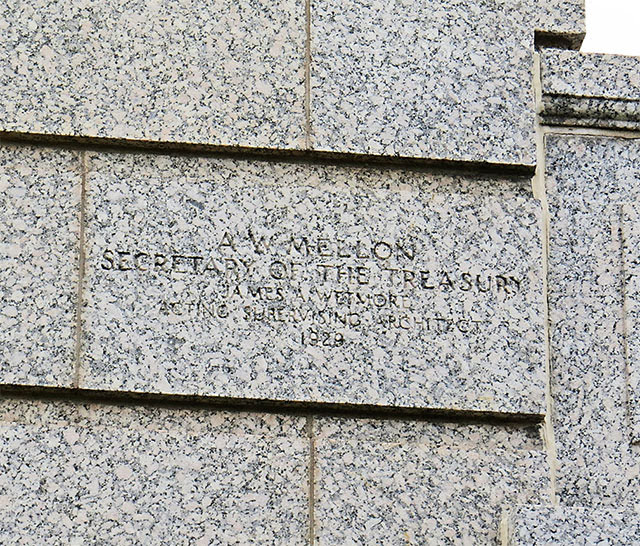 A. W. MELLON
SECRETARY OF THE TREASURY
JAMES A. WETMORE
ACTING SUPERVISING ARCHITECT
1929